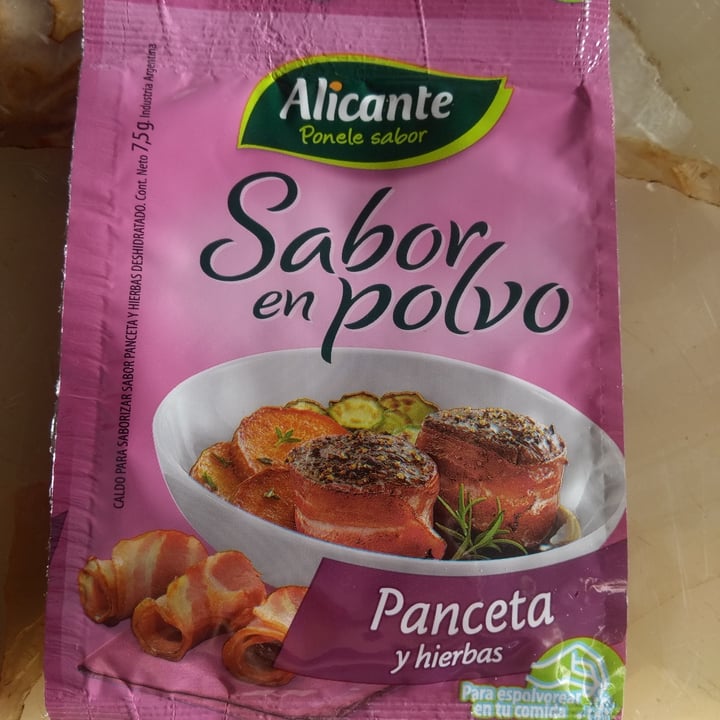 Alicante
Ponele sabor
Sabor
en polvo
CALDO PARA SABORIZAR SABOR PANCETA Y HIERBAS DESHIDRATADO. Cont. Neto 7,5 g. Industria Argentina
Panceta
y hierbas
Para espolvorear
en tu comida